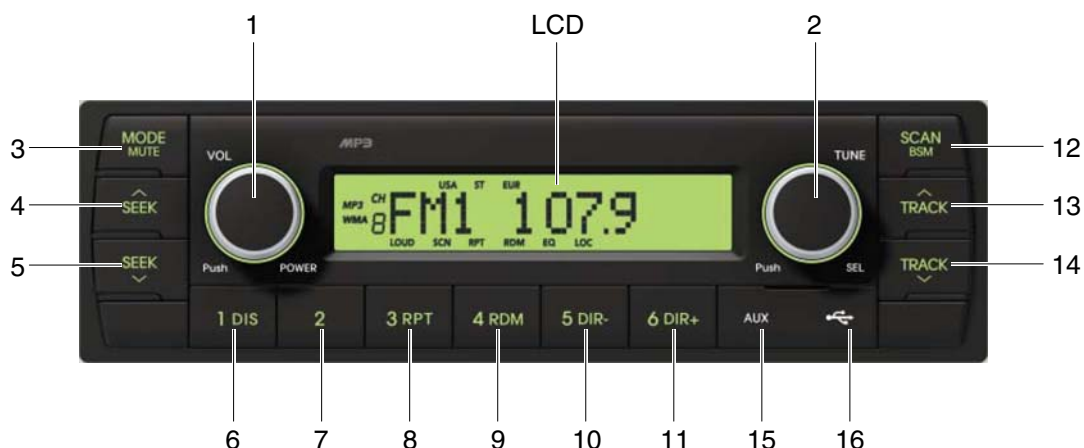 1 LCD 2
3 MODE MUTE VOL MP3 TUNE SCAN BSM 12
4 SEEK USA ST EUR TRACK 13
MP3 WMA CH 8 FM1 107.9
LOUD SCN RPT RDM EQ LOC
5 SEEK Push POWER Push SEL TRACK 14
1 DIS 2 3 RPT 4 RDM 5 DIR- 6 DIR+ AUX
6 7 8 9 10 11 15 16